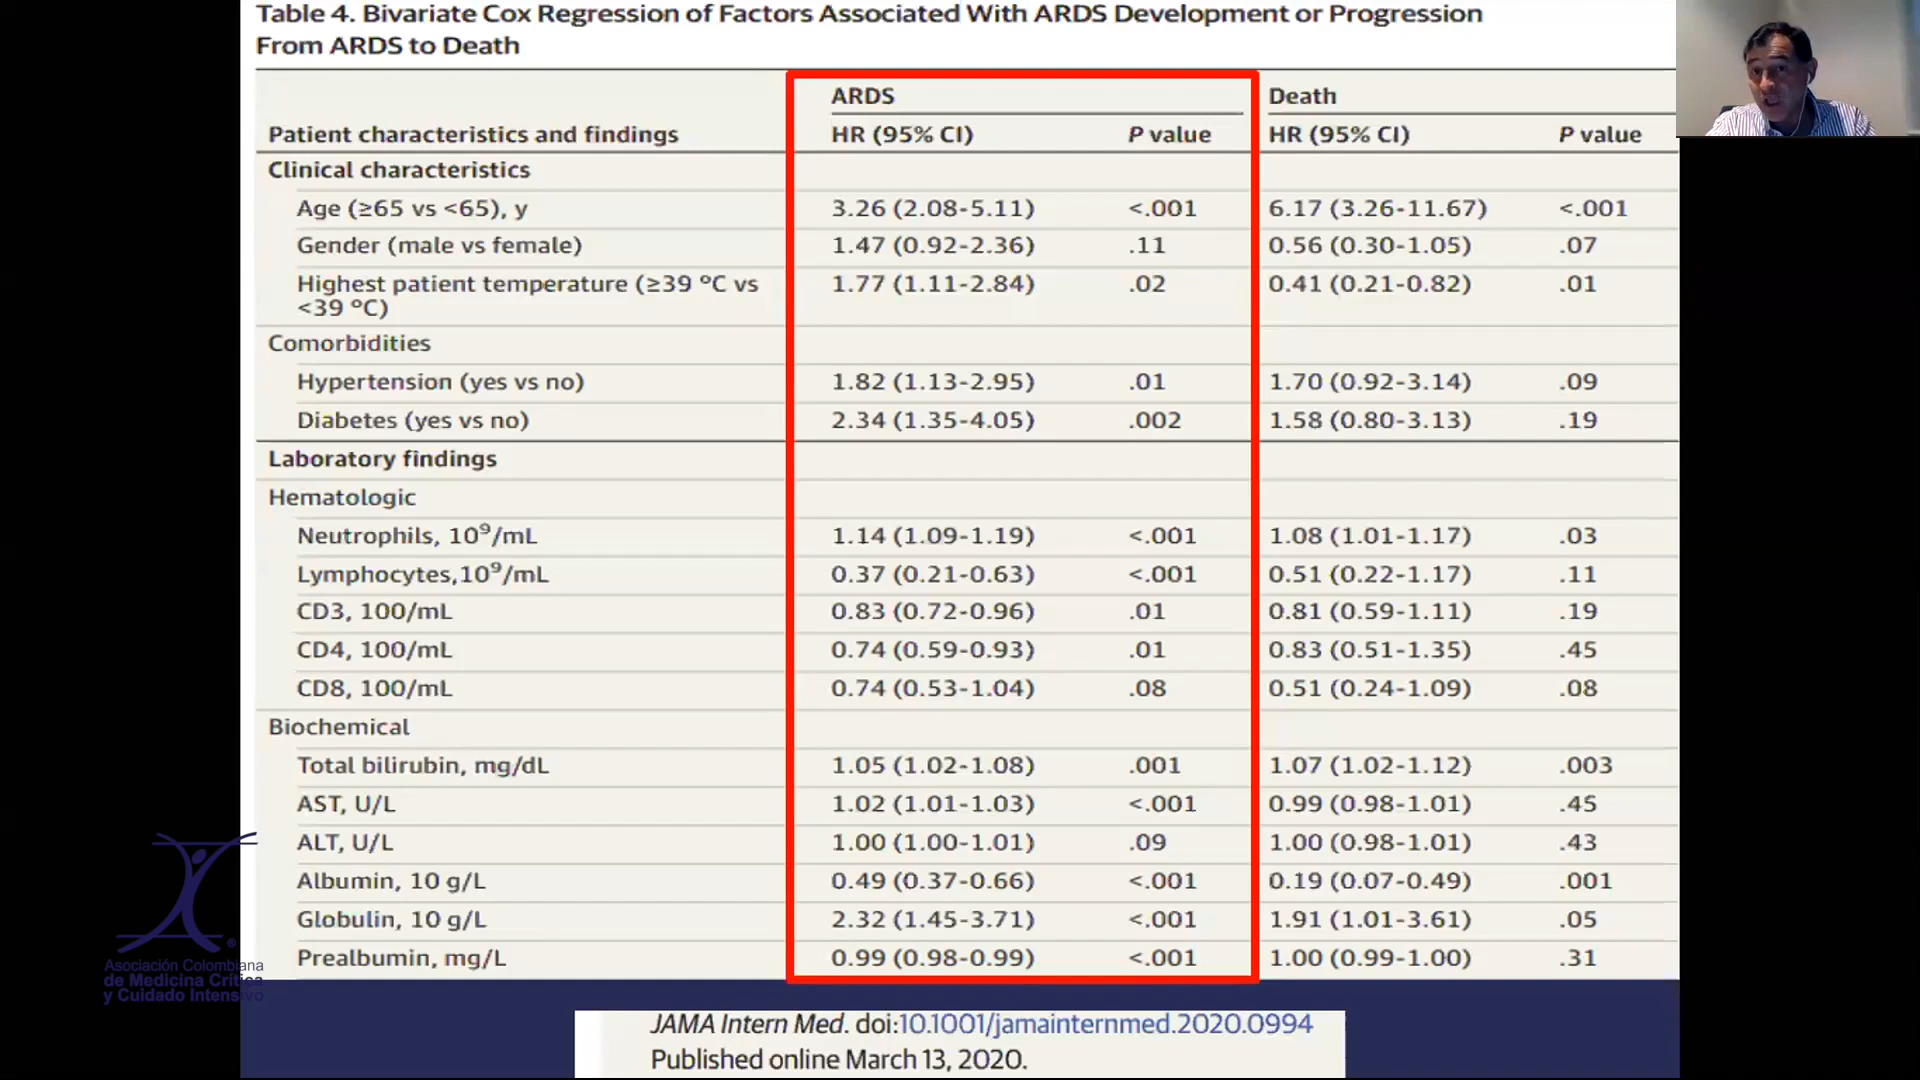 Table 4. Bivariate Cox Regression of Factors Associated With ARDS Development or Progression
From ARDS to Death
ARDS Death
Patient characteristics and findings HR (95% CI) P value HR (95% CI) P value
Clinical characteristics
Age (≥65 vs <65), y 3.26 (2.08-5.11) <.001 6.17 (3.26-11.67) <.001
Gender (male vs female) 1.47 (0.92-2.36) .11 0.56 (0.30-1.05) .07
Highest patient temperature (≥39 °C vs 1.77 (1.11-2.84) .02 0.41 (0.21-0.82) .01
<39 °C)
Comorbidities
Hypertension (yes vs no) 1.82 (1.13-2.95) .01 1.70 (0.92-3.14) .09
Diabetes (yes vs no) 2.34 (1.35-4.05) .002 1.58 (0.80-3.13) .19
Laboratory findings
Hematologic
Neutrophils, 10⁹/mL 1.14 (1.09-1.19) <.001 1.08 (1.01-1.17) .03
Lymphocytes,10⁹/mL 0.37 (0.21-0.63) <.001 0.51 (0.22-1.17) .11
CD3, 100/mL 0.83 (0.72-0.96) .01 0.81 (0.59-1.11) .19
CD4, 100/mL 0.74 (0.59-0.93) .01 0.83 (0.51-1.35) .45
CD8, 100/mL 0.74 (0.53-1.04) .08 0.51 (0.24-1.09) .08
Biochemical
Total bilirubin, mg/dL 1.05 (1.02-1.08) .001 1.07 (1.02-1.12) .003
AST, U/L 1.02 (1.01-1.03) <.001 0.99 (0.98-1.01) .45
ALT, U/L 1.00 (1.00-1.01) .09 1.00 (0.98-1.01) .43
Albumin, 10 g/L 0.49 (0.37-0.66) <.001 0.19 (0.07-0.49) .001
Globulin, 10 g/L 2.32 (1.45-3.71) <.001 1.91 (1.01-3.61) .05
Prealbumin, mg/L 0.99 (0.98-0.99) <.001 1.00 (0.99-1.00) .31
Asociación Colombiana
de Medicina Crítica
y Cuidado Intensivo
JAMA Intern Med. doi:10.1001/jamainternmed.2020.0994
Published online March 13, 2020.